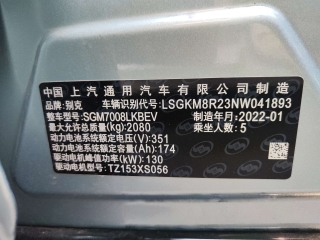 中国上汽通用汽车有限公司制造
品牌:别克 车辆识别代号:LSGKM8R23NW041893
整车型号:SGM7008LKBEV 制造年月:2022-01
最大允许总质量(kg):2080 乘坐人数:5
动力电池系统额定电压(V):351
动力电池系统额定容量(Ah):174
驱动电机峰值功率(kW):130
驱动电机型号:TZ153XS056